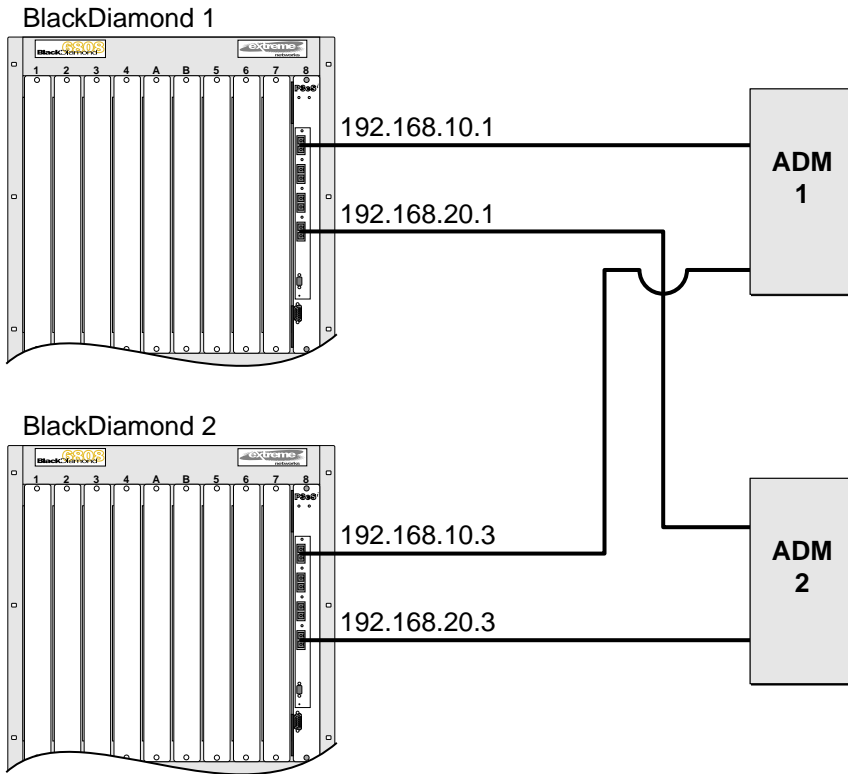 BlackDiamond 1
BlackDiamond 6808
extreme networks
1 2 3 4 A B 5 6 7 8
192.168.10.1
192.168.20.1
ADM
1
BlackDiamond 2
BlackDiamond 6808
extreme networks
1 2 3 4 A B 5 6 7 8
192.168.10.3
192.168.20.3
ADM
2